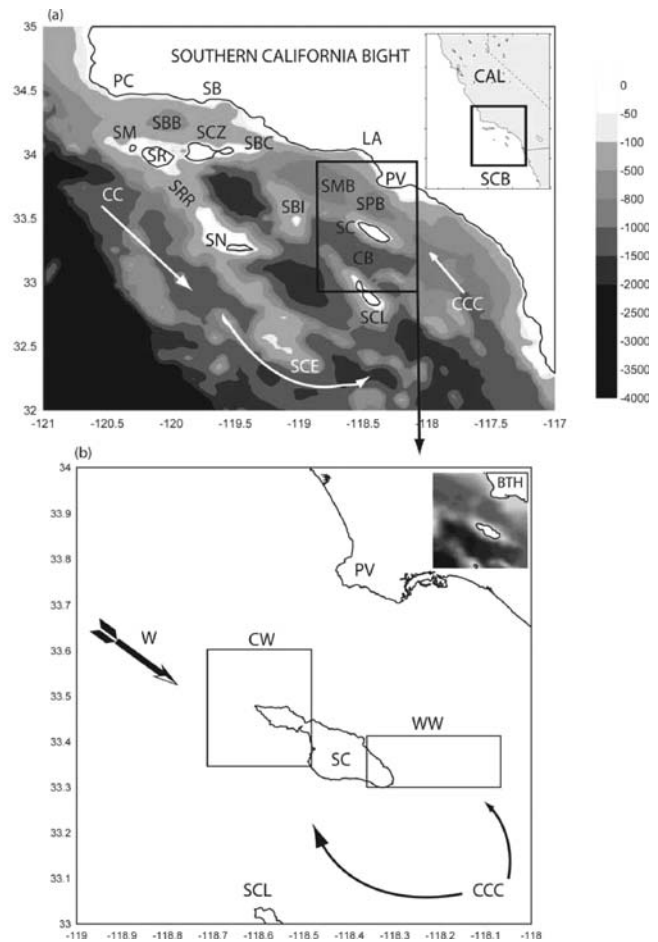 (a)
SOUTHERN CALIFORNIA BIGHT
CAL
SCB
PC
SB
SBB
SM
SCZ
SBC
SR
LA
PV
SRR
SMB
SPB
CC
SBI
SC
SN
CB
SCL
CCC
SCE
35
34.5
34
33.5
33
32.5
32
-121
-120.5
-120
-119.5
-119
-118.5
-118
-117.5
-117
0
-50
-100
-200
-300
-400
-500
-1000
-2000
-3000
-4000
(b)
BTH
PV
W
CW
WW
SC
CCC
SCL
34
33.9
33.8
33.7
33.6
33.5
33.4
33.3
33.2
33.1
33
-119
-118.9
-118.8
-118.7
-118.6
-118.5
-118.4
-118.3
-118.2
-118.1
-118